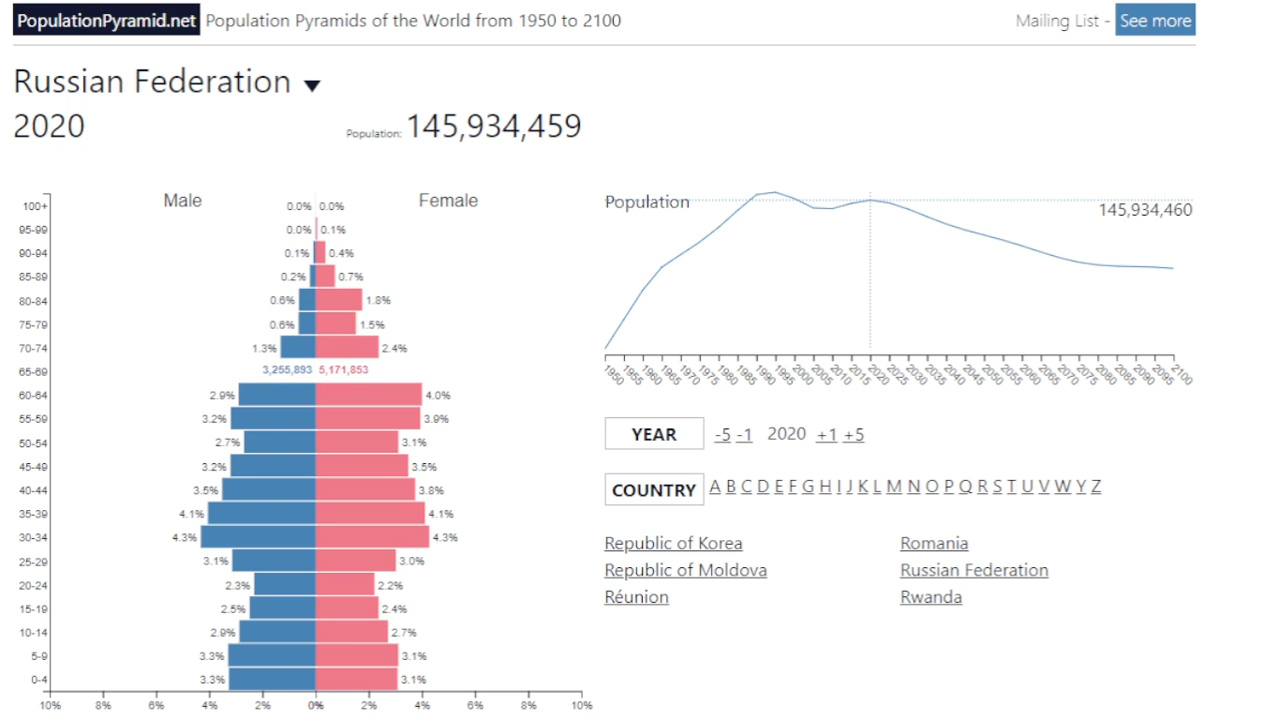 PopulationPyramid.net Population Pyramids of the World from 1950 to 2100 Mailing List - See more
Russian Federation
2020 Population: 145,934,459
Male Female
100+ 0.0% 0.0%
95-99 0.0% 0.1%
90-94 0.1% 0.4%
85-89 0.2% 0.7%
80-84 0.6% 1.8%
75-79 0.6% 1.5%
70-74 1.3% 2.4%
65-69 3,255,893 5,171,853
60-64 2.9% 4.0%
55-59 3.2% 3.9%
50-54 2.7% 3.1%
45-49 3.2% 3.5%
40-44 3.5% 3.8%
35-39 4.1% 4.1%
30-34 4.3% 4.3%
25-29 3.1% 3.0%
20-24 2.3% 2.2%
15-19 2.5% 2.4%
10-14 2.9% 2.7%
5-9 3.3% 3.1%
0-4 3.3% 3.1%
10% 8% 6% 4% 2% 0% 2% 4% 6% 8% 10%
Population 145,934,460
1950 1955 1960 1965 1970 1975 1980 1985 1990 1995 2000 2005 2010 2015 2020 2025 2030 2035 2040 2045 2050 2055 2060 2065 2070 2075 2080 2085 2090 2095 2100
YEAR -5 -1 2020 +1 +5
COUNTRY A B C D E F G H I J K L M N O P Q R S T U V W Y Z
Republic of Korea Romania
Republic of Moldova Russian Federation
Réunion Rwanda